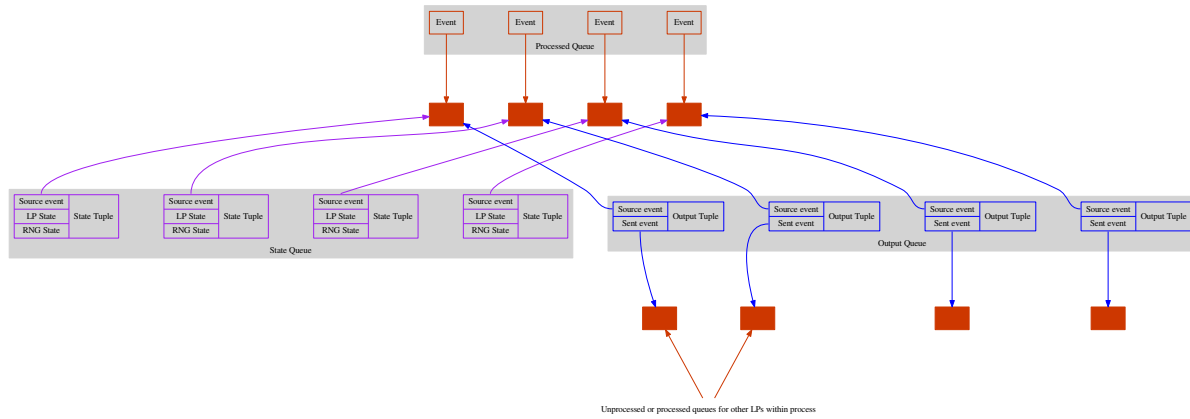 Event
Event
Event
Event
Processed Queue
Source event
LP State
RNG State
State Tuple
Source event
LP State
RNG State
State Tuple
Source event
LP State
RNG State
State Tuple
Source event
LP State
RNG State
State Tuple
State Queue
Source event
Sent event
Output Tuple
Source event
Sent event
Output Tuple
Source event
Sent event
Output Tuple
Source event
Sent event
Output Tuple
Output Queue
Unprocessed or processed queues for other LPs within process